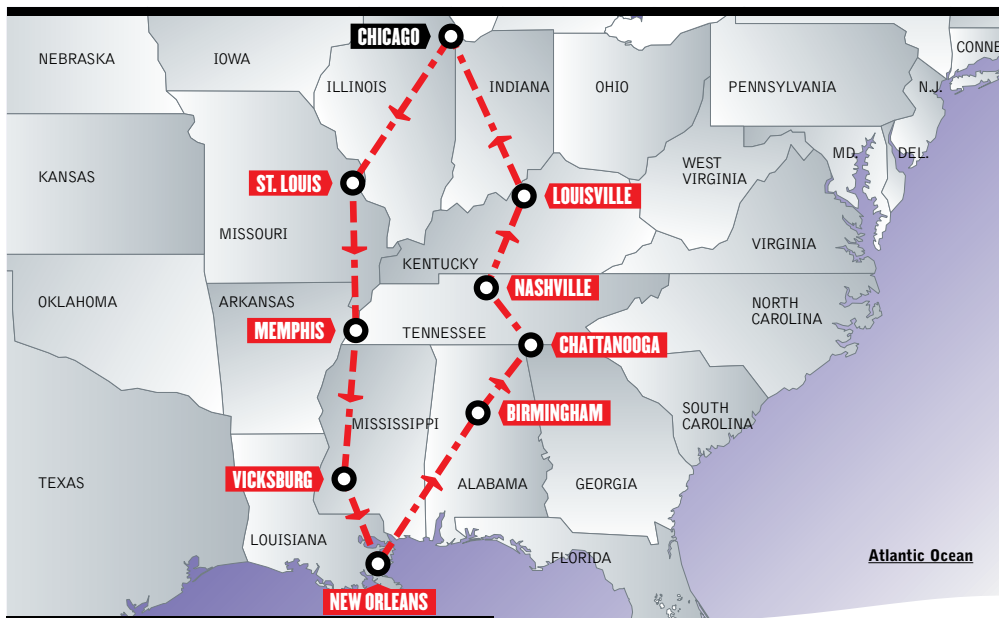 CHICAGO
NEBRASKA
IOWA
ILLINOIS
INDIANA
OHIO
PENNSYLVANIA
N.J.
CONNE
KANSAS
ST. LOUIS
LOUISVILLE
WEST
VIRGINIA
MD.
DEL.
MISSOURI
KENTUCKY
VIRGINIA
OKLAHOMA
ARKANSAS
NASHVILLE
NORTH
CAROLINA
MEMPHIS
TENNESSEE
CHATTANOOGA
MISSISSIPPI
BIRMINGHAM
SOUTH
CAROLINA
TEXAS
VICKSBURG
ALABAMA
GEORGIA
LOUISIANA
FLORIDA
Atlantic Ocean
NEW ORLEANS